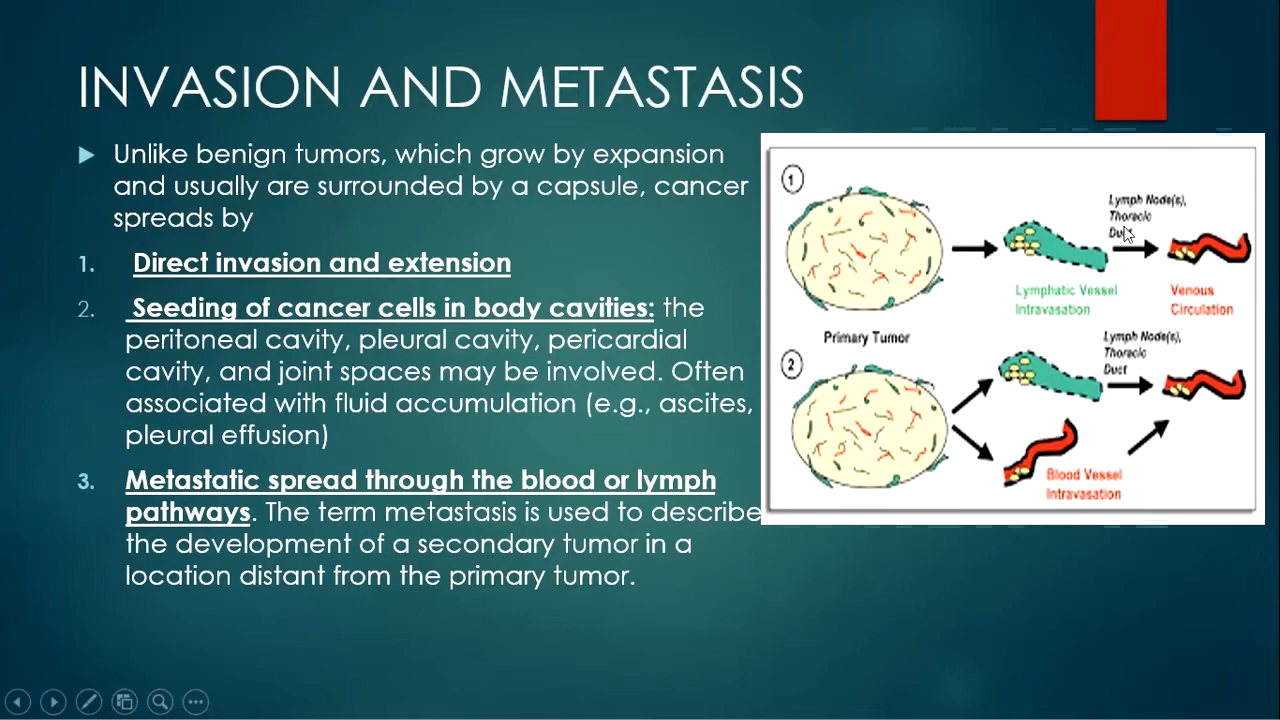 INVASION AND METASTASIS
Unlike benign tumors, which grow by expansion
and usually are surrounded by a capsule, cancer
spreads by
1. Direct invasion and extension
2. Seeding of cancer cells in body cavities: the
peritoneal cavity, pleural cavity, pericardial
cavity, and joint spaces may be involved. Often
associated with fluid accumulation (e.g., ascites,
pleural effusion)
3. Metastatic spread through the blood or lymph
pathways. The term metastasis is used to describe
the development of a secondary tumor in a
location distant from the primary tumor.
1
Lymph Node(s),
Thoracic
Lymphatic Vessel
Intravasation
Venous
Circulation
Primary Tumor
2
Lymph Node(s),
Thoracic
Duct
Blood Vessel
Intravasation